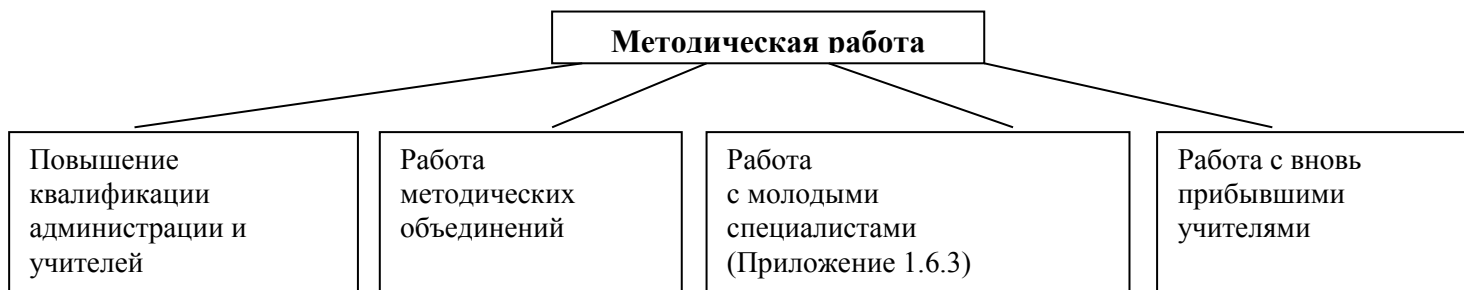 Методическая работа
Повышение
квалификации
администрации и
учителей
Работа
методических
объединений
Работа
с молодыми
специалистами
(Приложение 1.6.3)
Работа с вновь
прибывшими
учителями